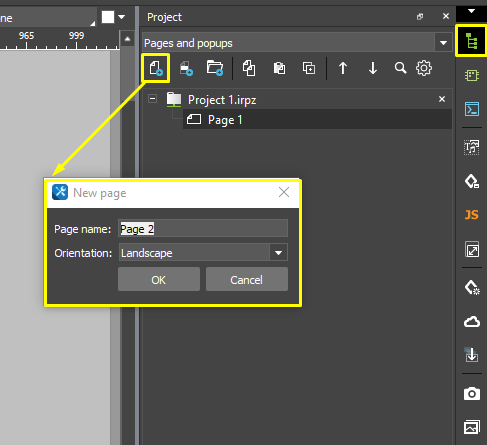 ne
Project
965 999
Pages and popups
Project 1.irpz
Page 1
New page
Page name: Page 2
Orientation: Landscape
OK Cancel
JS